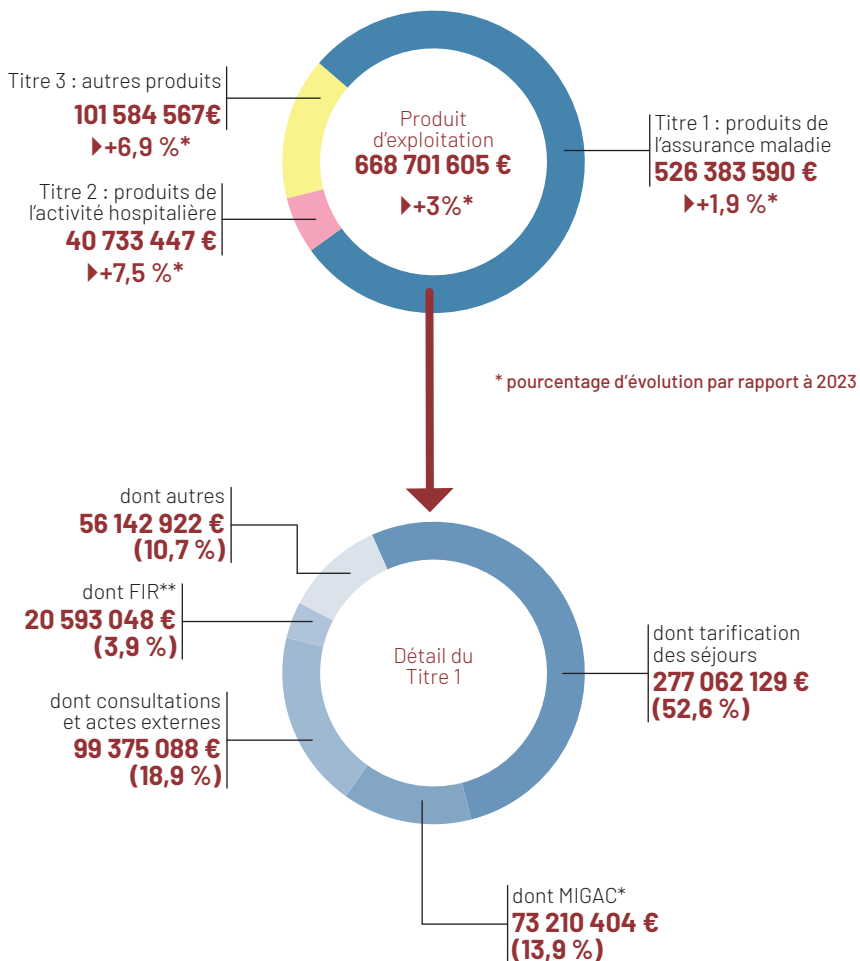 Titre 3 : autres produits
101 584 567€
+6,9 %*
Titre 2 : produits de
l’activité hospitalière
40 733 447 €
+7,5 %*
Produit
d’exploitation
668 701 605 €
+3%*
Titre 1 : produits de
l’assurance maladie
526 383 590 €
+1,9 %*
* pourcentage d’évolution par rapport à 2023
dont autres
56 142 922 €
(10,7 %)
dont FIR**
20 593 048 €
(3,9 %)
dont consultations
et actes externes
99 375 088 €
(18,9 %)
Détail du
Titre 1
dont tarification
des séjours
277 062 129 €
(52,6 %)
dont MIGAC*
73 210 404 €
(13,9 %)